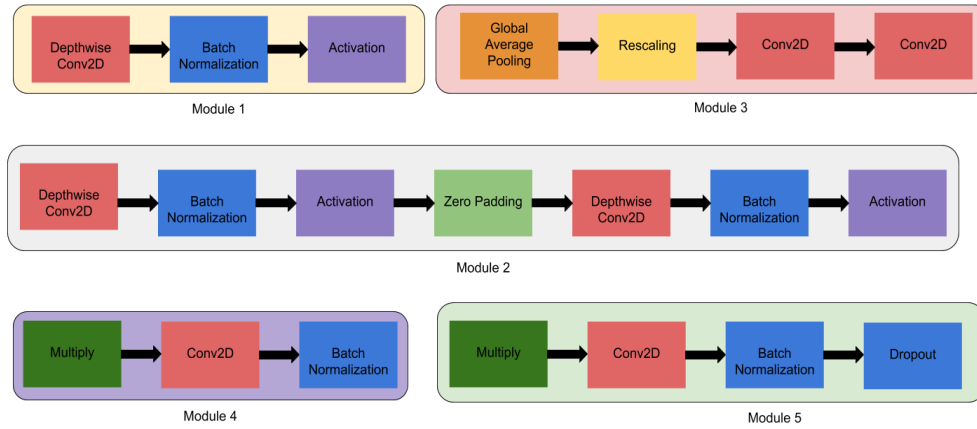 Depthwise
Conv2D
Batch
Normalization
Activation
Module 1
Global
Average
Pooling
Rescaling
Conv2D
Conv2D
Module 3
Depthwise
Conv2D
Batch
Normalization
Activation
Zero Padding
Depthwise
Conv2D
Batch
Normalization
Activation
Module 2
Multiply
Conv2D
Batch
Normalization
Module 4
Multiply
Conv2D
Batch
Normalization
Dropout
Module 5